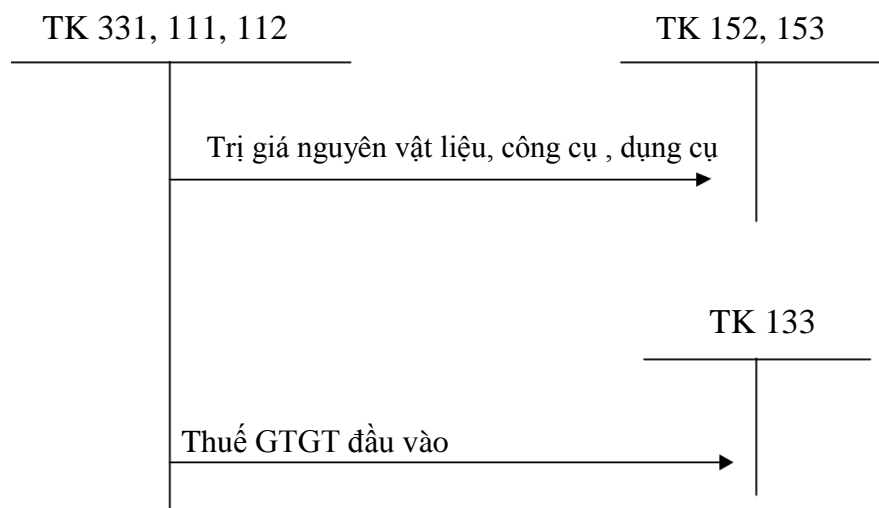 TK 331, 111, 112
TK 152, 153
Trị giá nguyên vật liệu, công cụ , dụng cụ
TK 133
Thuế GTGT đầu vào